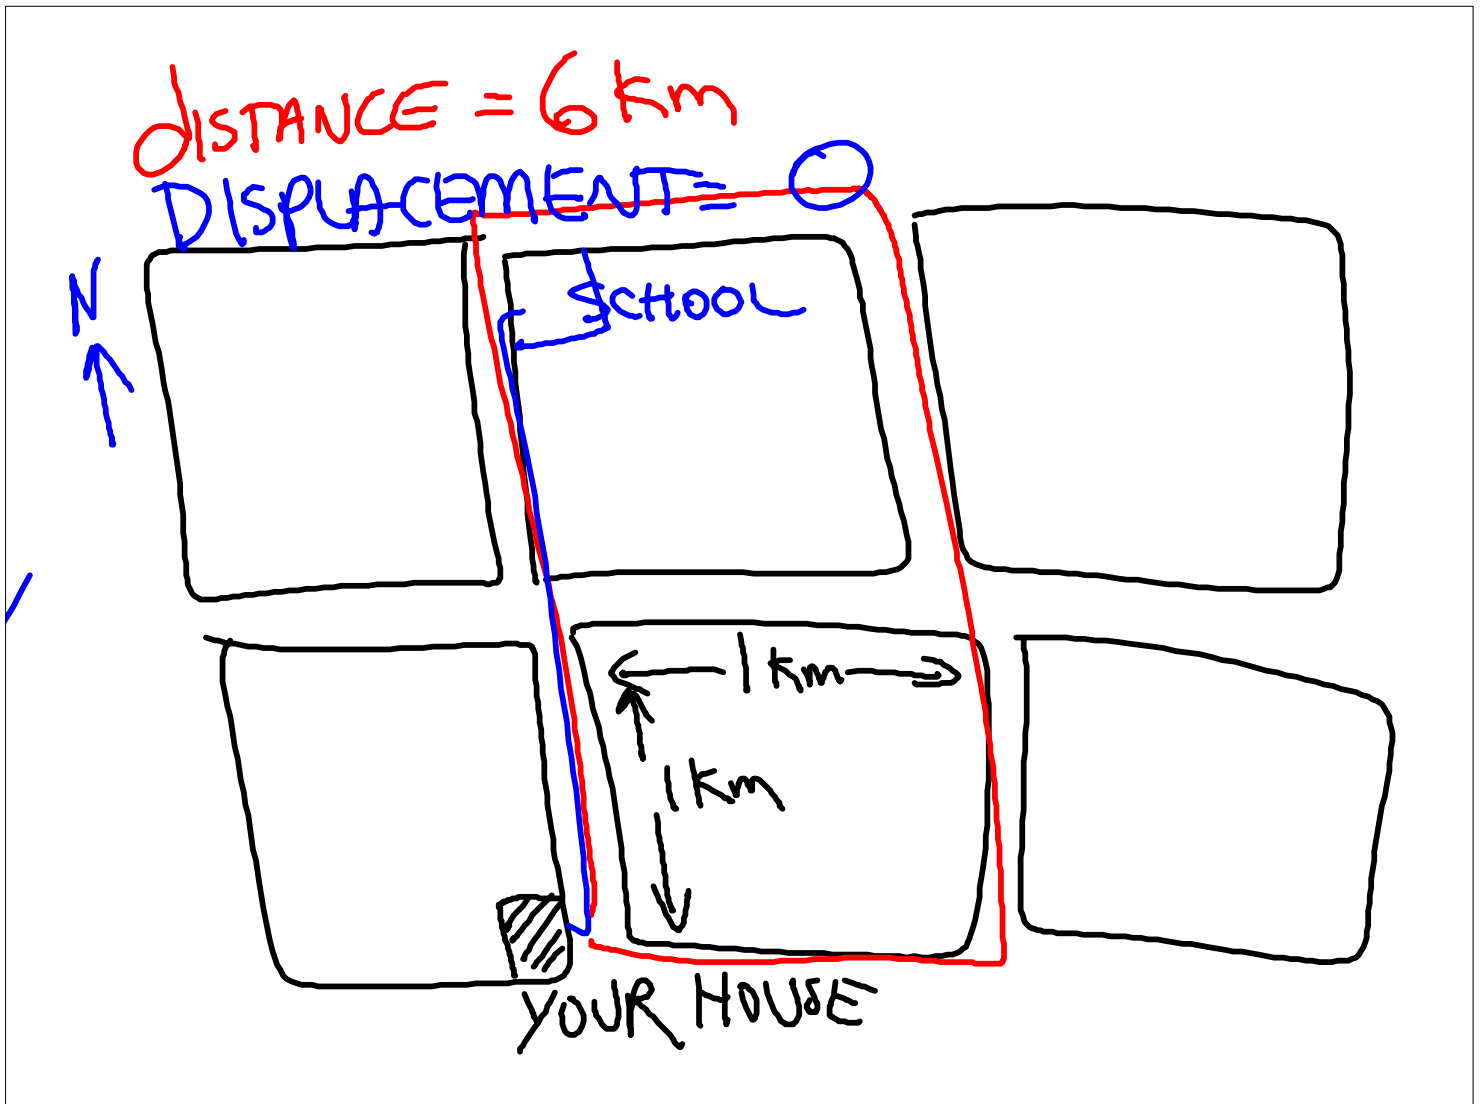 dISTANCE = 6 km
DISPLACEMENT = 0
N
SCHOOL
1 km
1 km
YOUR HOUSE